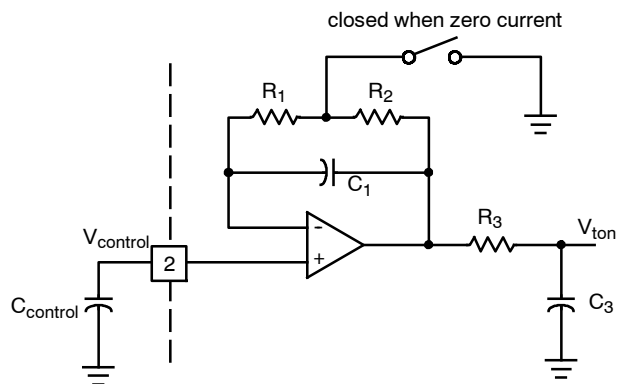 closed when zero current
R1
R2
C1
R3
Vton
Vcontrol
2
-
+
Ccontrol
C3